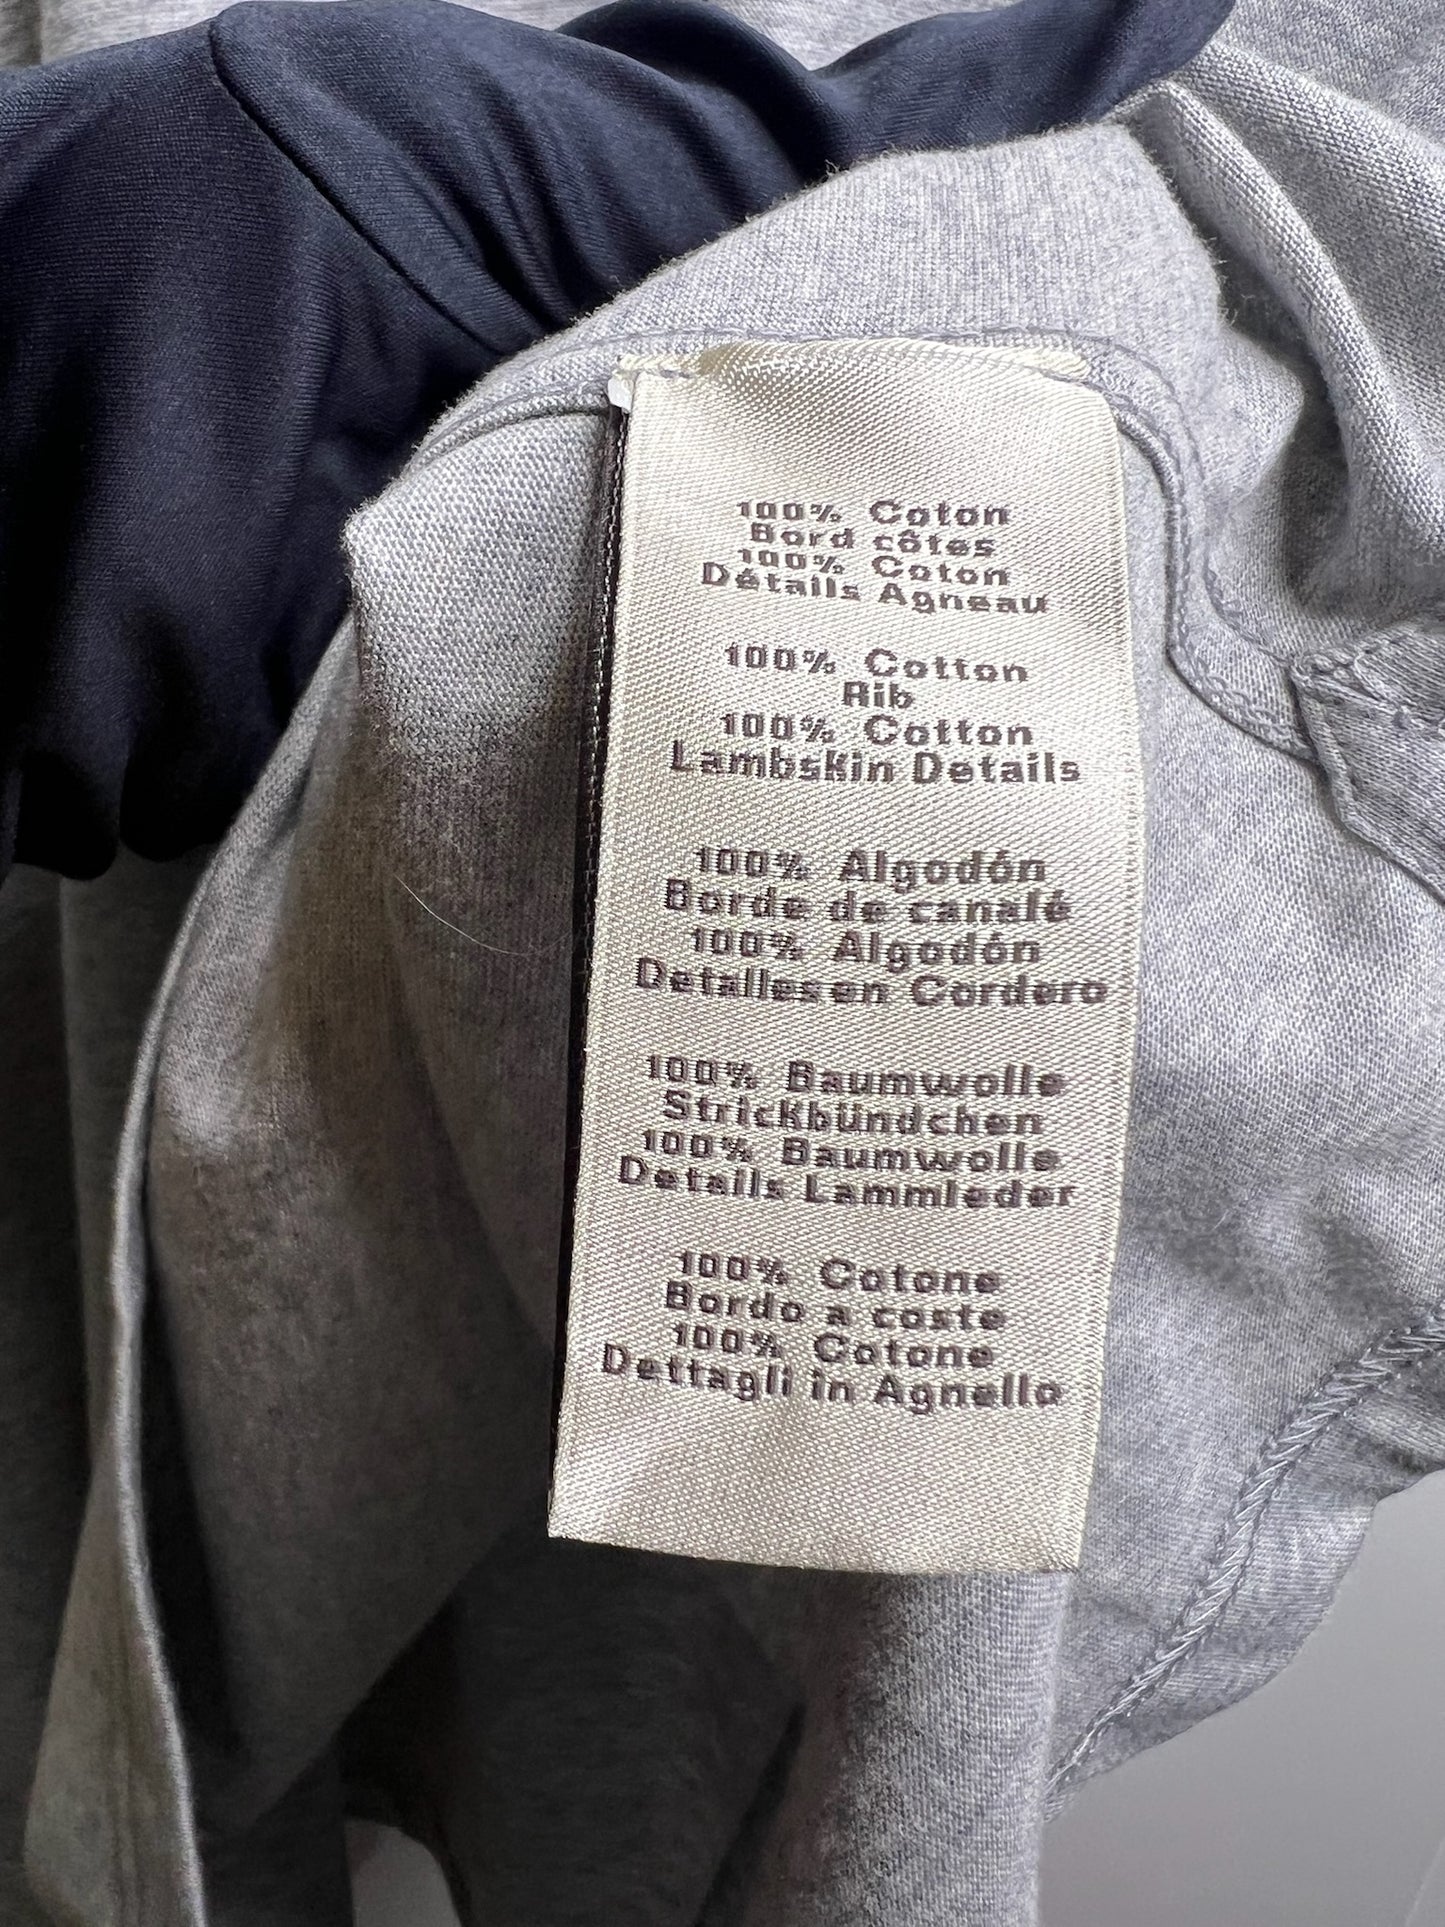 100% Coton
Bord côtes
100% Coton
Détails Agneau
100% Cotton
Rib
100% Cotton
Lambskin Details
100% Algodón
Borde de canalé
100% Algodón
Detalles en Cordero
100% Baumwolle
Strickbündchen
100% Baumwolle
Details Lammleder
100% Cotone
Bordo a coste
100% Cotone
Dettagli in Agnello